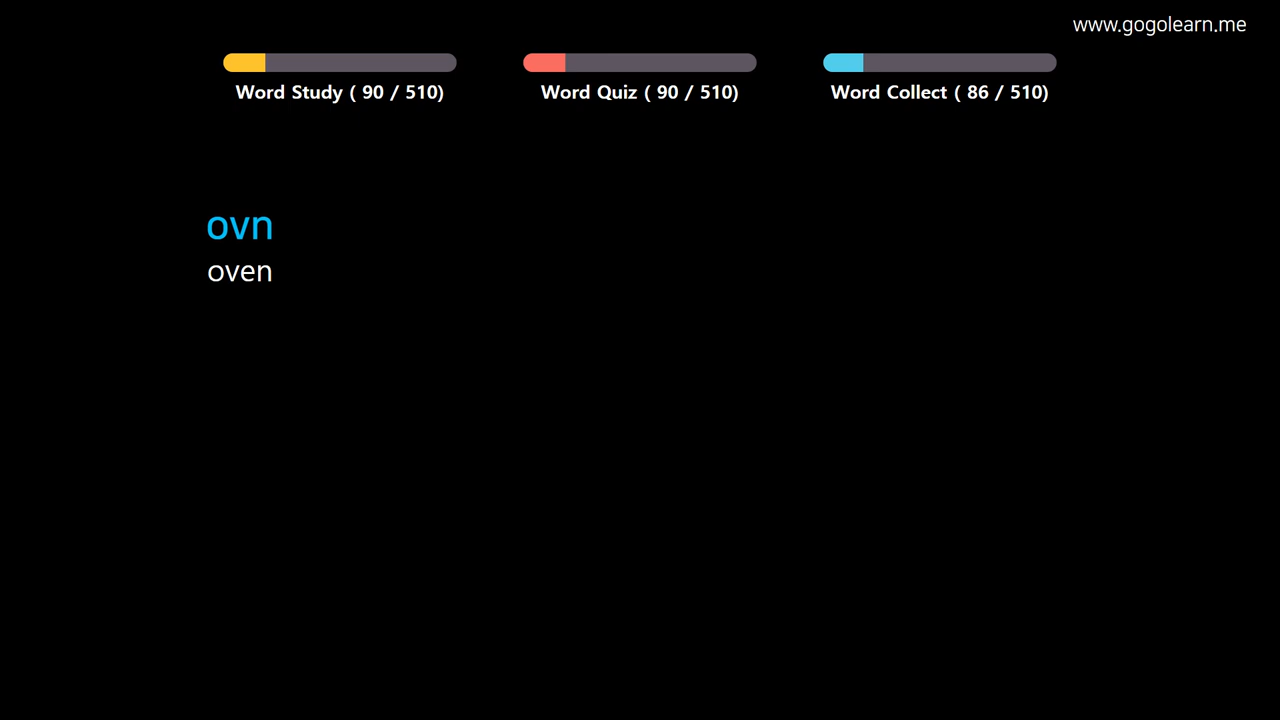 www.gogolearn.me
Word Study ( 90 / 510)
Word Quiz ( 90 / 510)
Word Collect ( 86 / 510)
ovn
oven